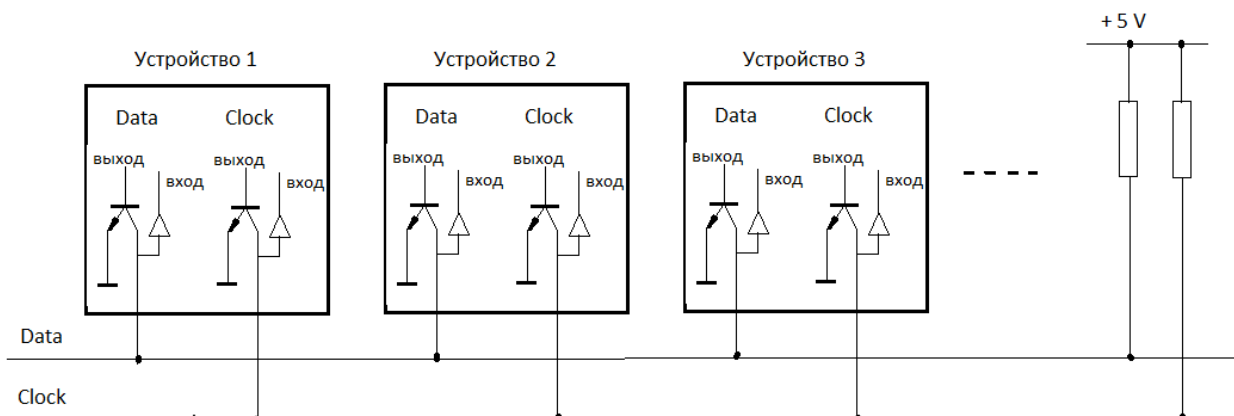 + 5 V
Устройство 1 Устройство 2 Устройство 3
Data Clock Data Clock Data Clock
выход выход выход выход выход выход
вход вход вход вход вход вход
Data
Clock